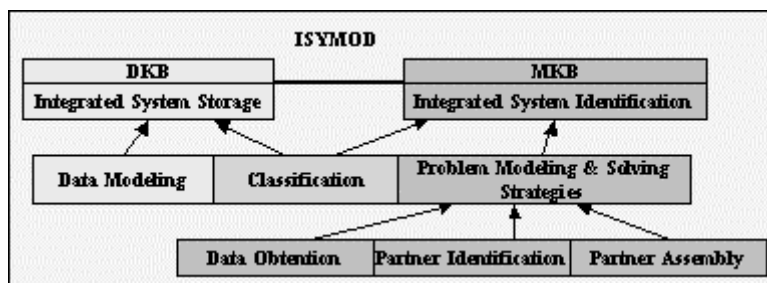 ISYMOD
DKB
MKB
Integrated System Storage
Integrated System Identification
Data Modeling
Classification
Problem Modeling & Solving
Strategies
Data Obtention
Partner Identification
Partner Assembly